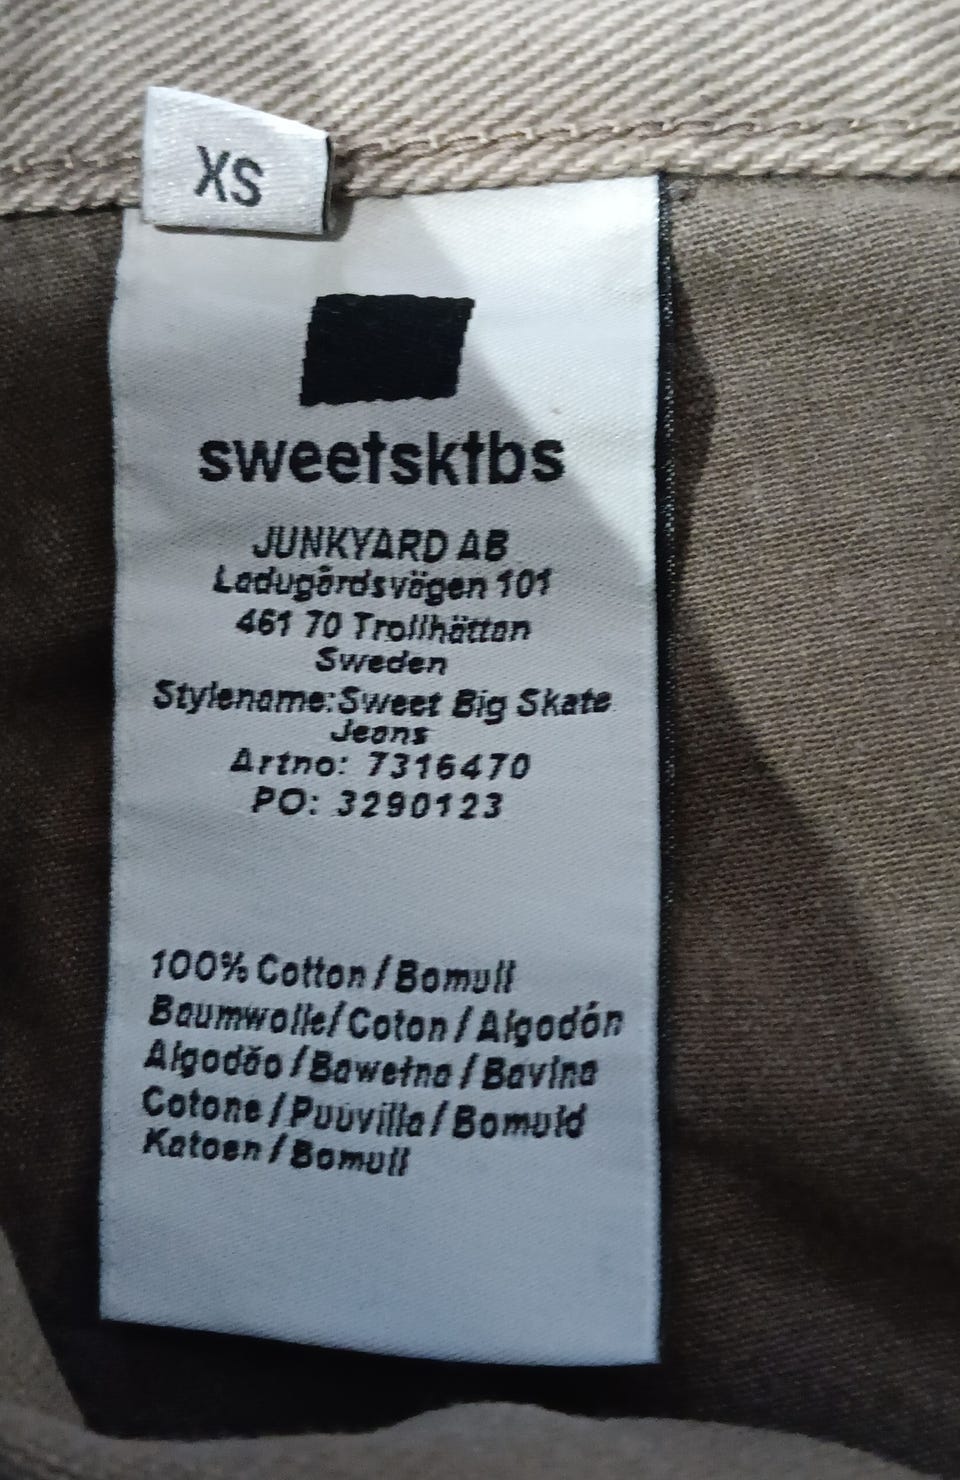 XS
sweetsktbs
JUNKYARD AB
Ladugårdsvägen 101
461 70 Trollhättan
Sweden
Stylename:Sweet Big Skate
Jeans
Artno: 7316470
PO: 3290123
100% Cotton / Bomull
Baumwolle/ Coton / Algodón
Algodão / Bawełna / Bavlna
Cotone / Puuvilla / Bomuld
Katoen / Bomull